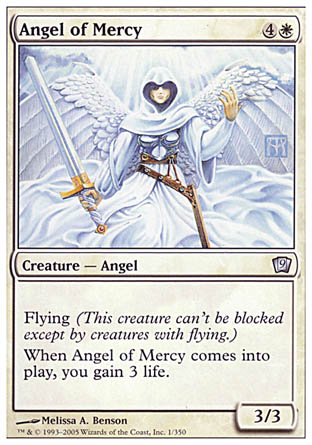 Angel of Mercy 4
Creature — Angel 9
Flying (This creature can't be blocked
except by creatures with flying.)
When Angel of Mercy comes into
play, you gain 3 life.
Melissa A. Benson
™ & © 1993–2005 Wizards of the Coast, Inc. 1/350
3/3